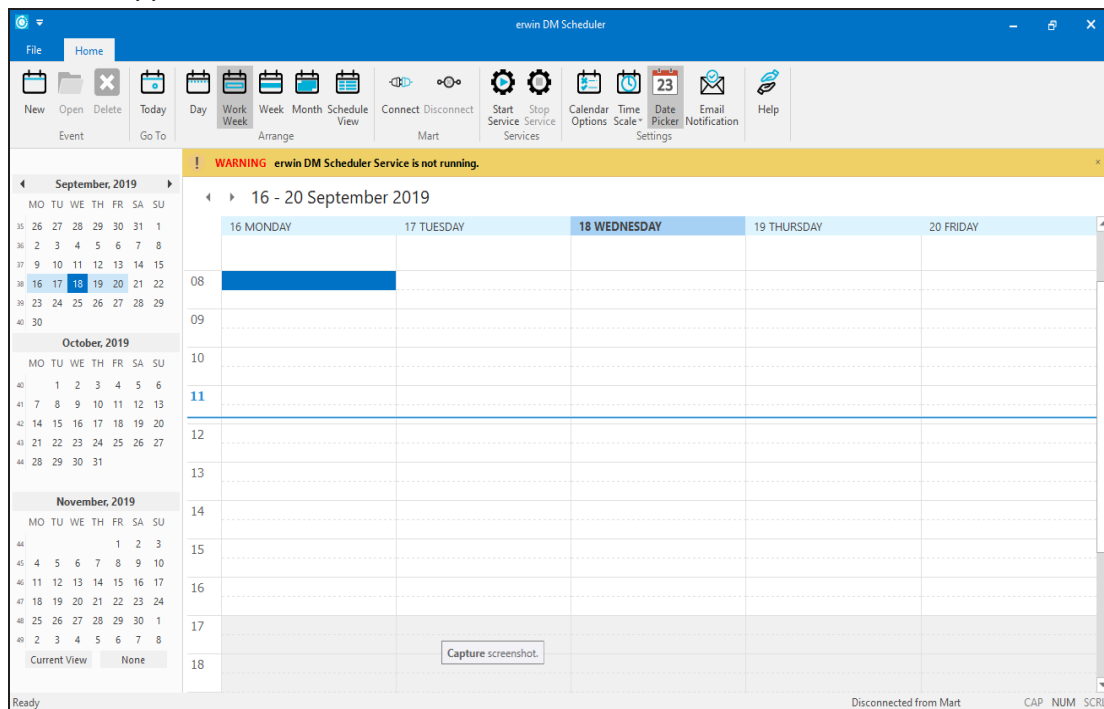 erwin DM Scheduler
File Home
New Open Delete Today Day Work Week Week Month Schedule View Connect Disconnect Start Service Stop Service Calendar Options Time Scale Date Picker 23 Email Notification Help
Event Go To Arrange Mart Services Settings
! WARNING erwin DM Scheduler Service is not running.
September, 2019
MO TU WE TH FR SA SU
35 26 27 28 29 30 31 1
36 2 3 4 5 6 7 8
37 9 10 11 12 13 14 15
38 16 17 18 19 20 21 22
39 23 24 25 26 27 28 29
40 30
October, 2019
MO TU WE TH FR SA SU
40 1 2 3 4 5 6
41 7 8 9 10 11 12 13
42 14 15 16 17 18 19 20
43 21 22 23 24 25 26 27
44 28 29 30 31
November, 2019
MO TU WE TH FR SA SU
44 1 2 3
45 4 5 6 7 8 9 10
46 11 12 13 14 15 16 17
47 18 19 20 21 22 23 24
48 25 26 27 28 29 30 1
49 2 3 4 5 6 7 8
Current View None
16 - 20 September 2019
16 MONDAY 17 TUESDAY 18 WEDNESDAY 19 THURSDAY 20 FRIDAY
08
09
10
11
12
13
14
15
16
17
Capture screenshot.
18
Ready Disconnected from Mart CAP NUM SCRL